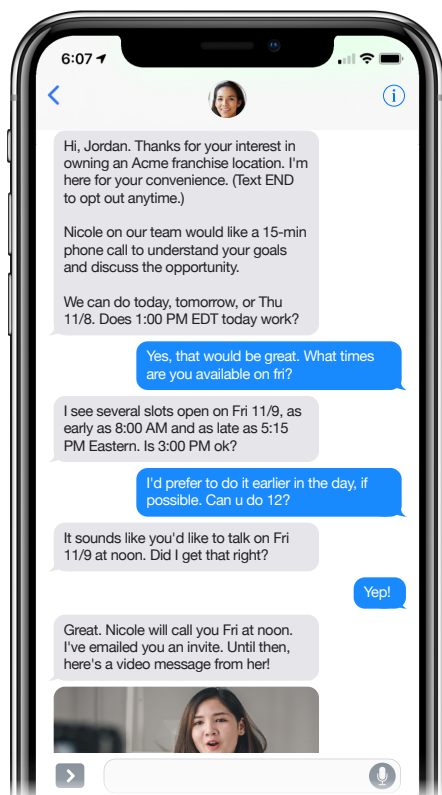 6:07
Hi, Jordan. Thanks for your interest in
owning an Acme franchise location. I'm
here for your convenience. (Text END
to opt out anytime.)
Nicole on our team would like a 15-min
phone call to understand your goals
and discuss the opportunity.
We can do today, tomorrow, or Thu
11/8. Does 1:00 PM EDT today work?
Yes, that would be great. What times
are you available on fri?
I see several slots open on Fri 11/9, as
early as 8:00 AM and as late as 5:15
PM Eastern. Is 3:00 PM ok?
I'd prefer to do it earlier in the day, if
possible. Can u do 12?
It sounds like you'd like to talk on Fri
11/9 at noon. Did I get that right?
Yep!
Great. Nicole will call you Fri at noon.
I've emailed you an invite. Until then,
here's a video message from her!